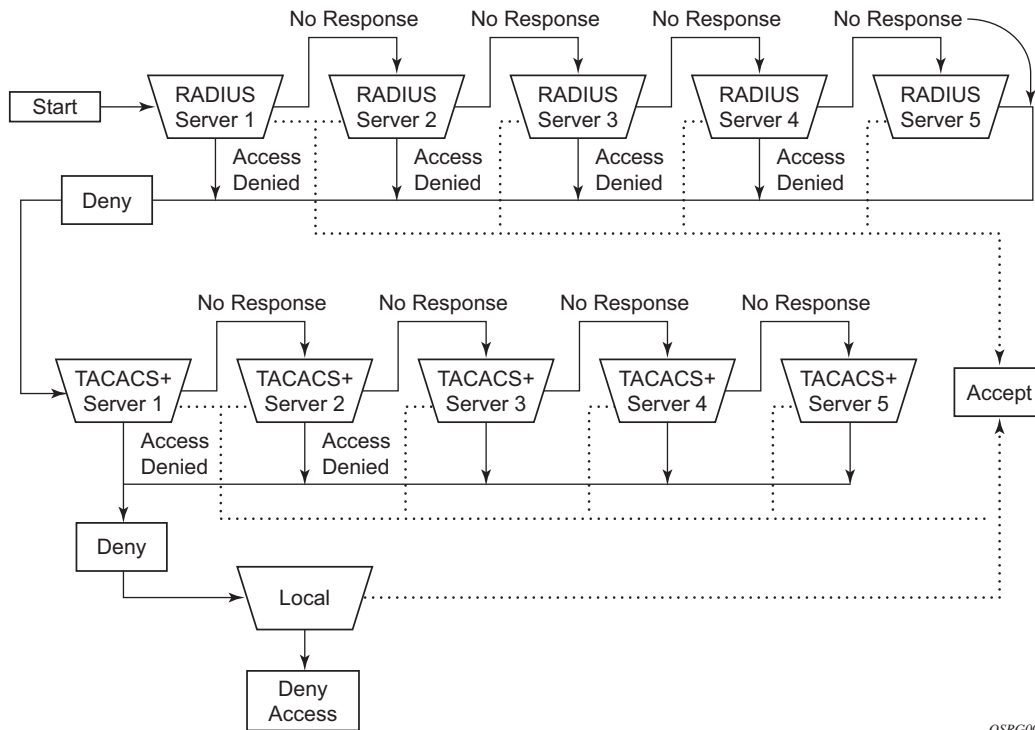 No Response
No Response
No Response
No Response
No Response
Start
RADIUS
Server 1
RADIUS
Server 2
RADIUS
Server 3
RADIUS
Server 4
RADIUS
Server 5
Access
Denied
Access
Denied
Access
Denied
Access
Denied
Deny
No Response
No Response
No Response
No Response
TACACS+
Server 1
TACACS+
Server 2
TACACS+
Server 3
TACACS+
Server 4
TACACS+
Server 5
Accept
Access
Denied
Access
Denied
Deny
Local
Deny
Access